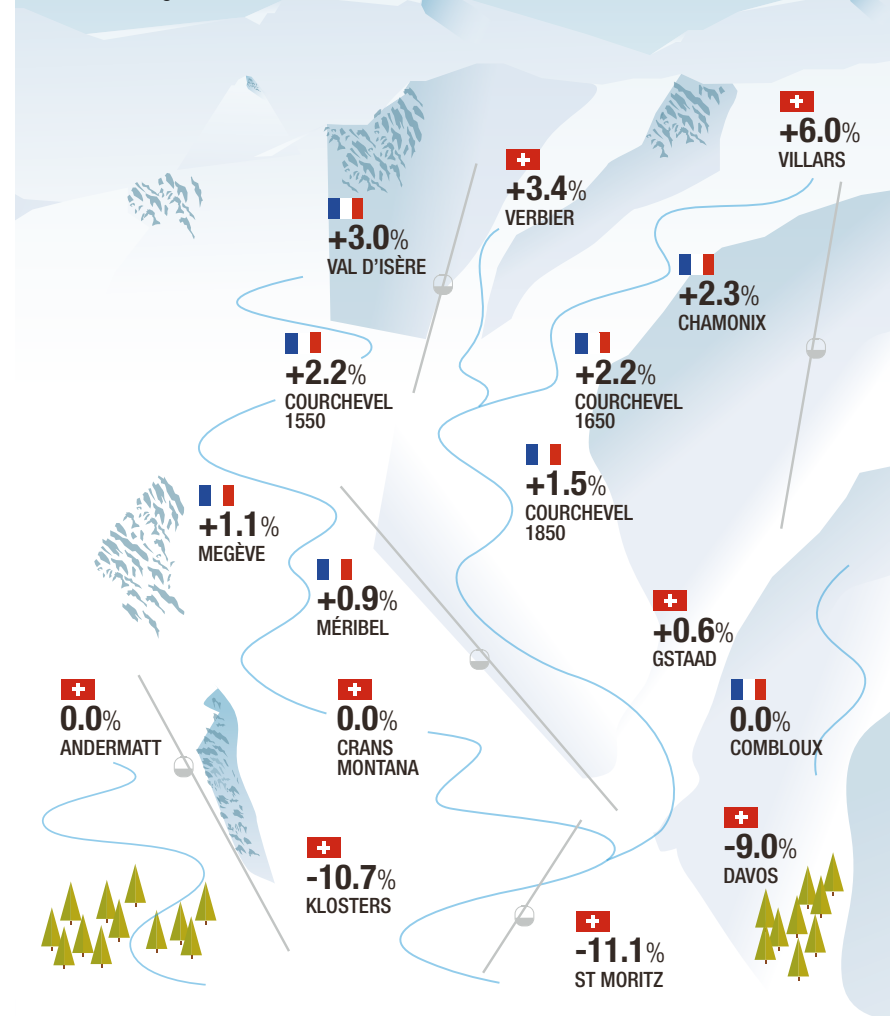 +6.0%
VILLARS
+3.4%
VERBIER
+3.0%
VAL D'ISÈRE
+2.3%
CHAMONIX
+2.2%
COURCHEVEL
1550
+2.2%
COURCHEVEL
1650
+1.5%
COURCHEVEL
1850
+1.1%
MEGÈVE
+0.9%
MÉRIBEL
+0.6%
GSTAAD
0.0%
ANDERMATT
0.0%
CRANS
MONTANA
0.0%
COMBLOUX
-9.0%
DAVOS
-10.7%
KLOSTERS
-11.1%
ST MORITZ